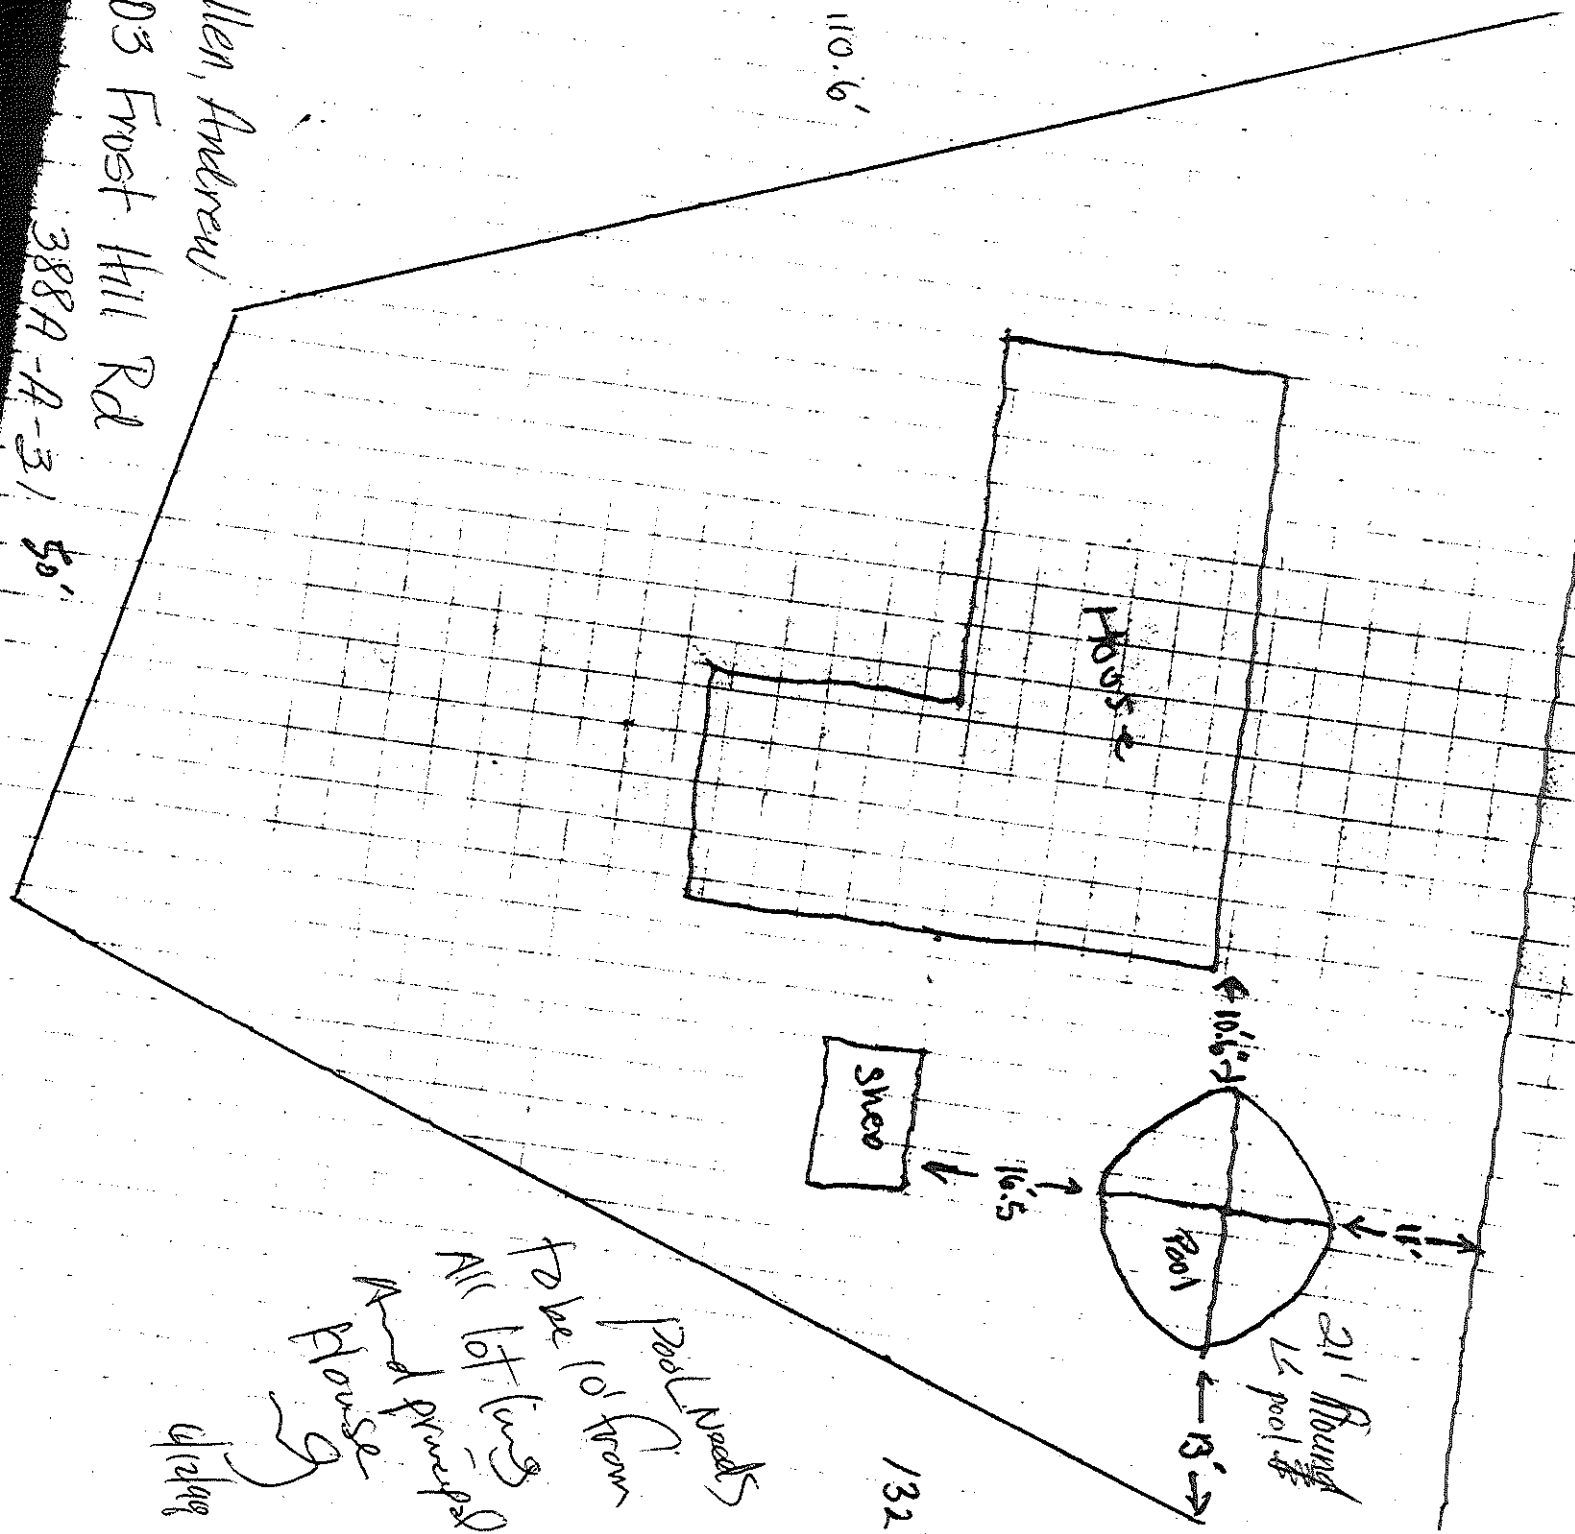 110.6'
llen, Andrew
03 Frost Hill Rd
388A-A-31
50'
House
10.6"
Pool
11'
13'
16.5
Shed
21' Round
pool
132
Pool Needs
To be 10' From
All lot lines
And principal
House